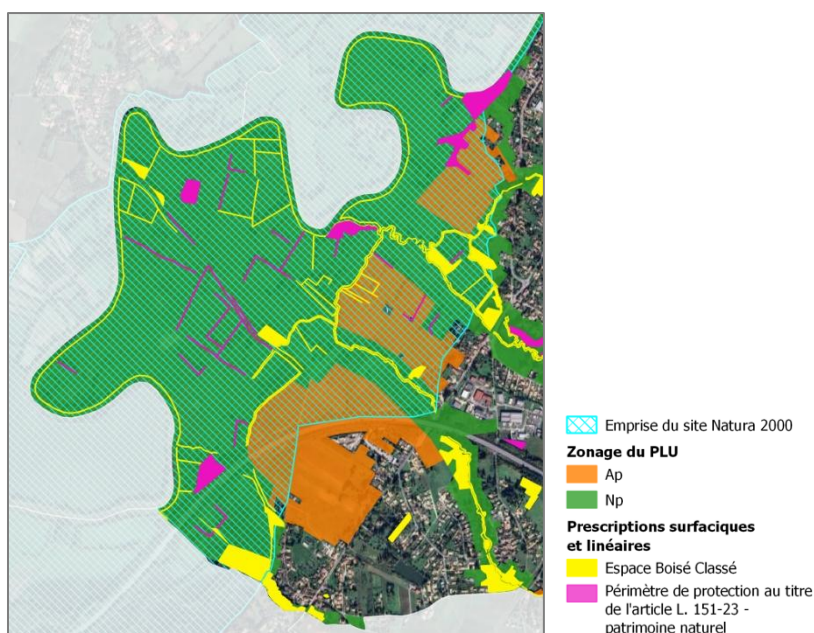 Emprise du site Natura 2000
Zonage du PLU
Ap
Np
Prescriptions surfaciques
et linéaires
Espace Boisé Classé
Périmètre de protection au titre
de l'article L. 151-23 -
patrimoine naturel